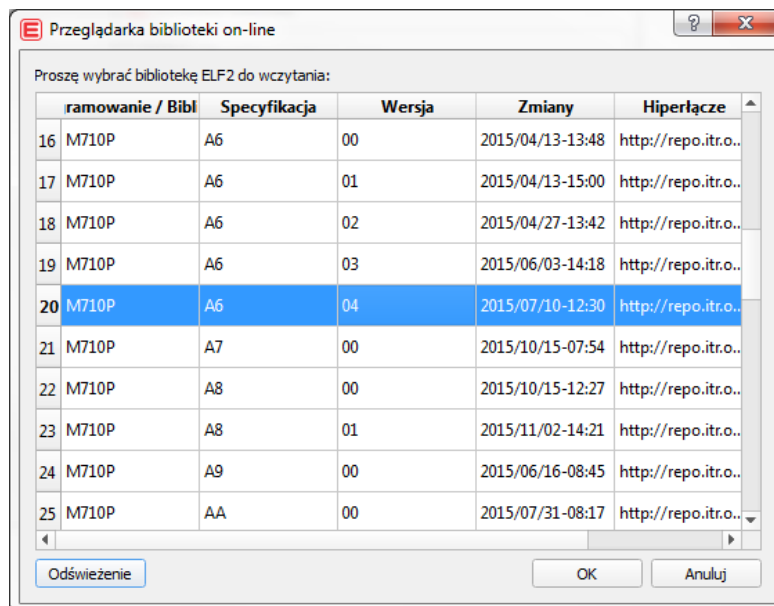 Przeglądarka biblioteki on-line
Proszę wybrać bibliotekę ELF2 do wczytania:
ramowanie / Bibli Specyfikacja Wersja Zmiany Hiperłącze
16 M710P A6 00 2015/04/13-13:48 http://repo.itr.o..
17 M710P A6 01 2015/04/13-15:00 http://repo.itr.o..
18 M710P A6 02 2015/04/27-13:42 http://repo.itr.o..
19 M710P A6 03 2015/06/03-14:18 http://repo.itr.o..
20 M710P A6 04 2015/07/10-12:30 http://repo.itr.o..
21 M710P A7 00 2015/10/15-07:54 http://repo.itr.o..
22 M710P A8 00 2015/10/15-12:27 http://repo.itr.o..
23 M710P A8 01 2015/11/02-14:21 http://repo.itr.o..
24 M710P A9 00 2015/06/16-08:45 http://repo.itr.o..
25 M710P AA 00 2015/07/31-08:17 http://repo.itr.o..
Odświeżenie OK Anuluj